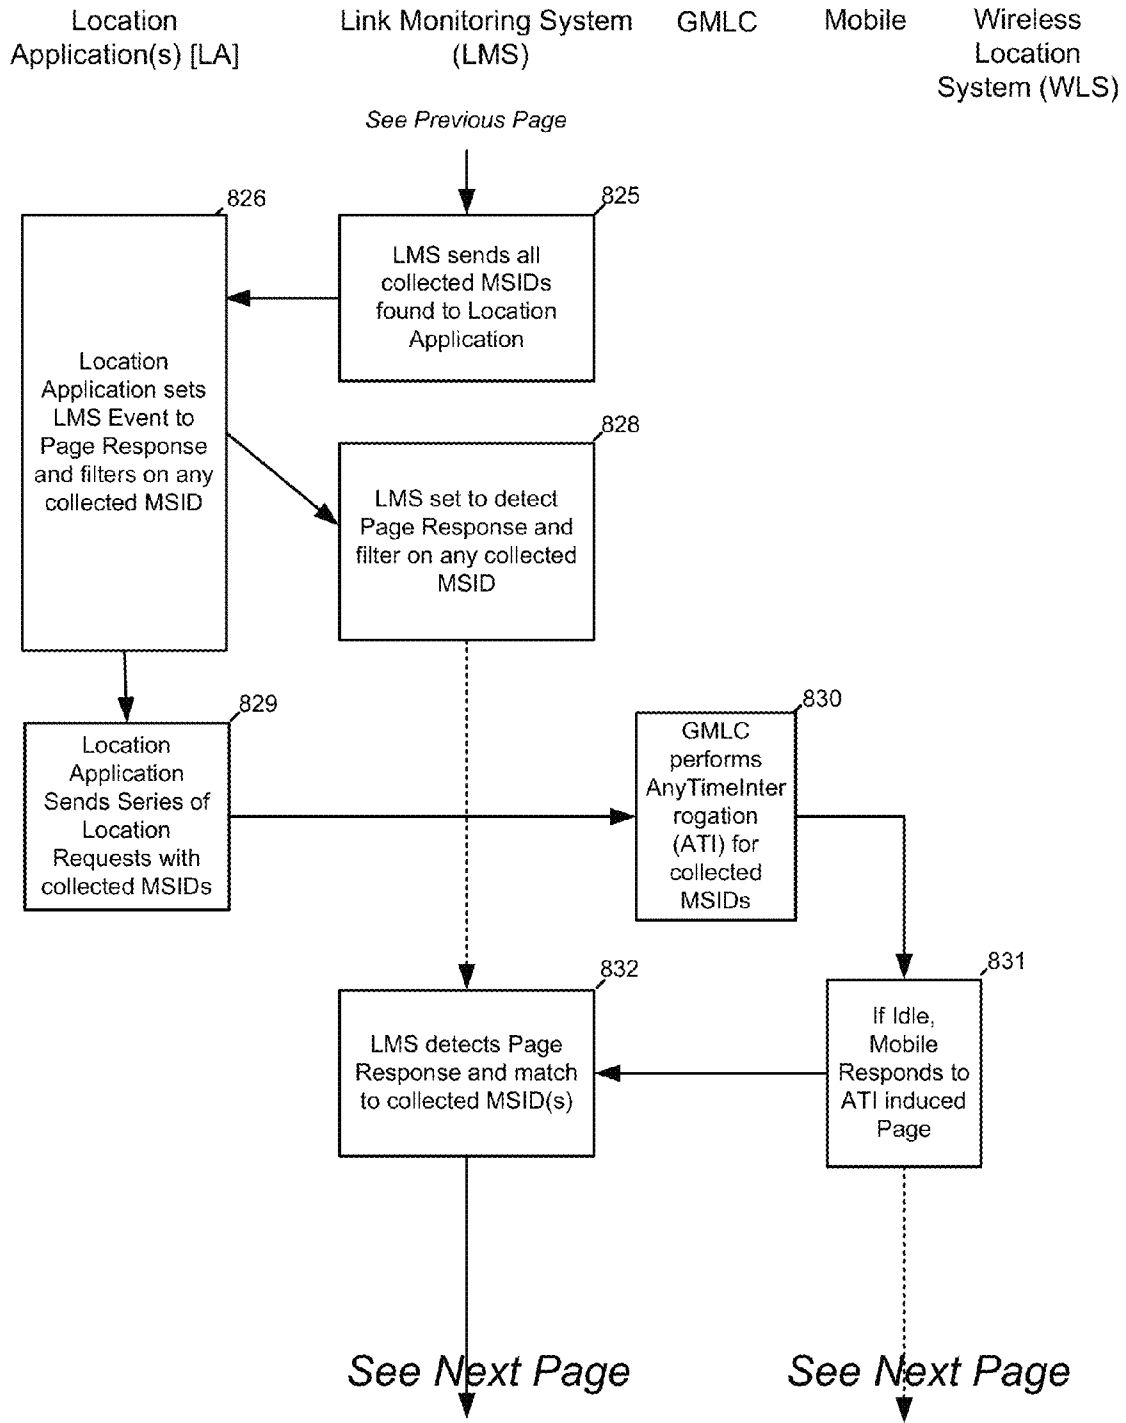 Location
Application(s) [LA]
Link Monitoring System
(LMS)
GMLC
Mobile
Wireless
Location
System (WLS)
See Previous Page
826
825
LMS sends all
collected MSIDs
found to Location
Application
Location
Application sets
LMS Event to
Page Response
and filters on any
collected MSID
828
LMS set to detect
Page Response and
filter on any collected
MSID
829
Location
Application
Sends Series of
Location
Requests with
collected MSIDs
830
GMLC
performs
AnyTimeInter
rogation
(ATI) for
collected
MSIDs
832
LMS detects Page
Response and match
to collected MSID(s)
831
If Idle,
Mobile
Responds to
ATI induced
Page
See Next Page
See Next Page